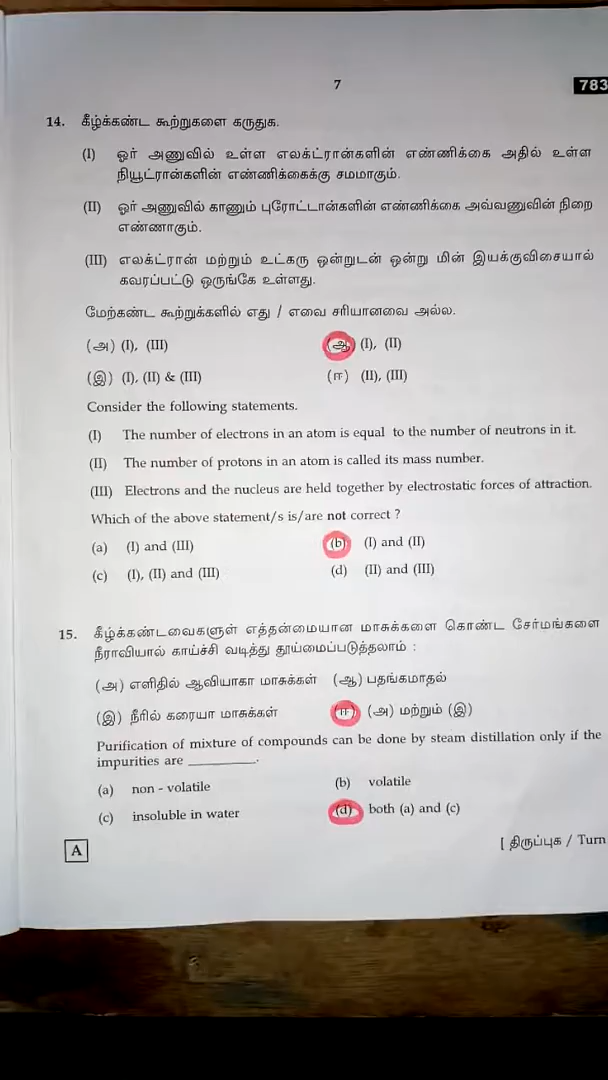 7
783
14. கீழ்க்கண்ட கூற்றுகளை கருதுக.
(I) ஓர் அணுவில் உள்ள எலக்ட்ரான்களின் எண்ணிக்கை அதில் உள்ள
நியூட்ரான்களின் எண்ணிக்கைக்கு சமமாகும்.
(II) ஓர் அணுவில் காணும் புரோட்டான்களின் எண்ணிக்கை அவ்வணுவின் நிறை
எண்ணாகும்.
(III) எலக்ட்ரான் மற்றும் உட்கரு ஒன்றுடன் ஒன்று மின் இயக்குவிசையால்
கவரப்பட்டு ஒருங்கே உள்ளது.
மேற்கண்ட கூற்றுக்களில் எது / எவை சரியானவை அல்ல.
(அ) (I), (III) (ஆ) (I), (II)
(இ) (I), (II) & (III) (ஈ) (II), (III)
Consider the following statements.
(I) The number of electrons in an atom is equal to the number of neutrons in it.
(II) The number of protons in an atom is called its mass number.
(III) Electrons and the nucleus are held together by electrostatic forces of attraction.
Which of the above statement/s is/are not correct ?
(a) (I) and (III) (b) (I) and (II)
(c) (I), (II) and (III) (d) (II) and (III)
15. கீழ்க்கண்டவைகளுள் எத்தன்மையான மாசுக்களை கொண்ட சேர்மங்களை
நீராவியால் காய்ச்சி வடித்து தூய்மைப்படுத்தலாம் :
(அ) எளிதில் ஆவியாகா மாசுக்கள் (ஆ) பதங்கமாதல்
(இ) நீரில் கரையா மாசுக்கள் (ஈ) (அ) மற்றும் (இ)
Purification of mixture of compounds can be done by steam distillation only if the
impurities are ________.
(a) non - volatile (b) volatile
(c) insoluble in water (d) both (a) and (c)
A
[ திருப்புக / Turn